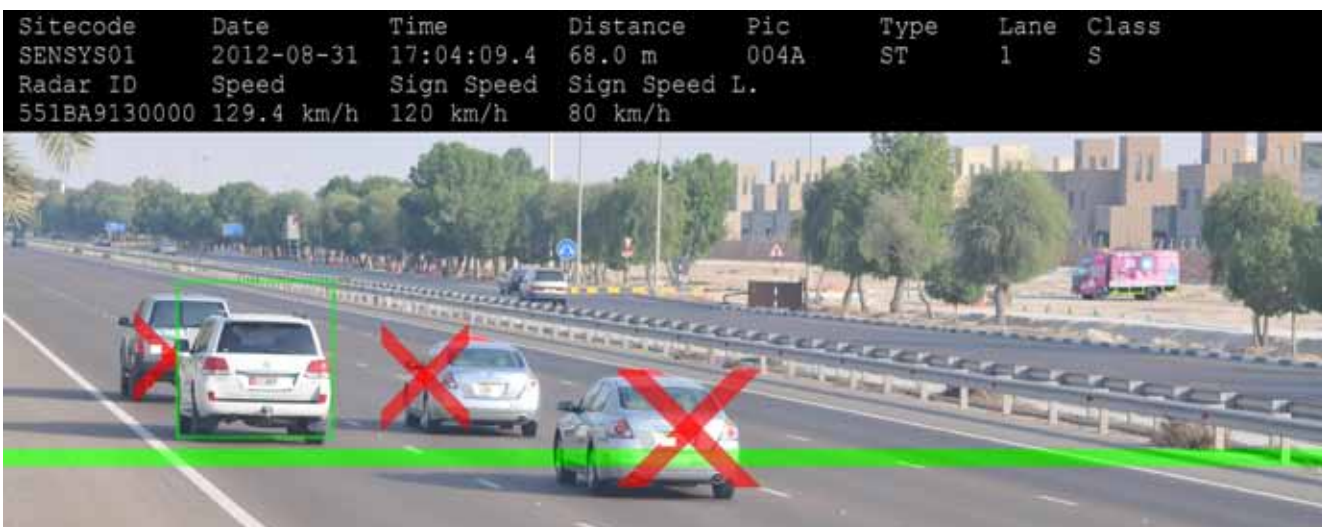 Sitecode Date Time Distance Pic Type Lane Class
SENSYS01 2012-08-31 17:04:09.4 68.0 m 004A ST 1 S
Radar ID Speed Sign Speed Sign Speed L.
551BA9130000 129.4 km/h 120 km/h 80 km/h